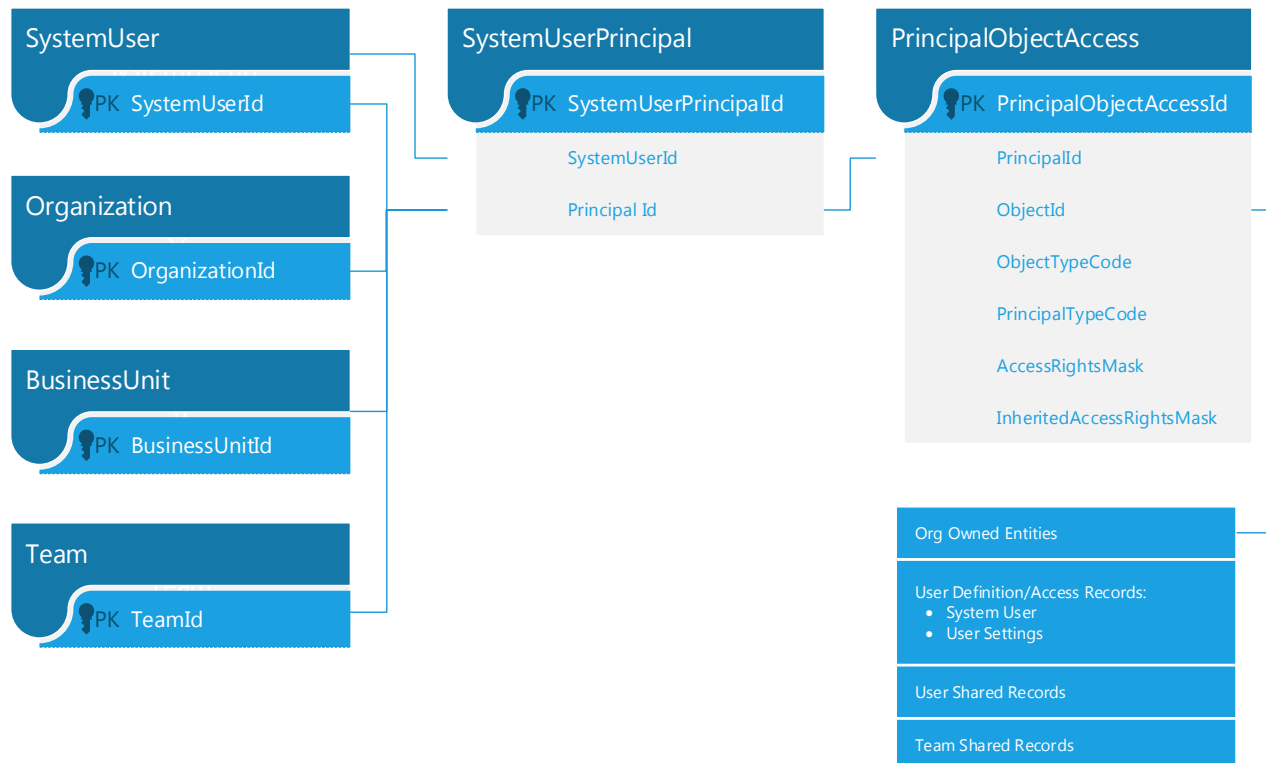 SystemUser
PK SystemUserId
Organization
PK OrganizationId
BusinessUnit
PK BusinessUnitId
Team
PK TeamId
SystemUserPrincipal
PK SystemUserPrincipalId
SystemUserId
Principal Id
PrincipalObjectAccess
PK PrincipalObjectAccessId
PrincipalId
ObjectId
ObjectTypeCode
PrincipalTypeCode
AccessRightsMask
InheritedAccessRightsMask
Org Owned Entities
User Definition/Access Records:
• System User
• User Settings
User Shared Records
Team Shared Records